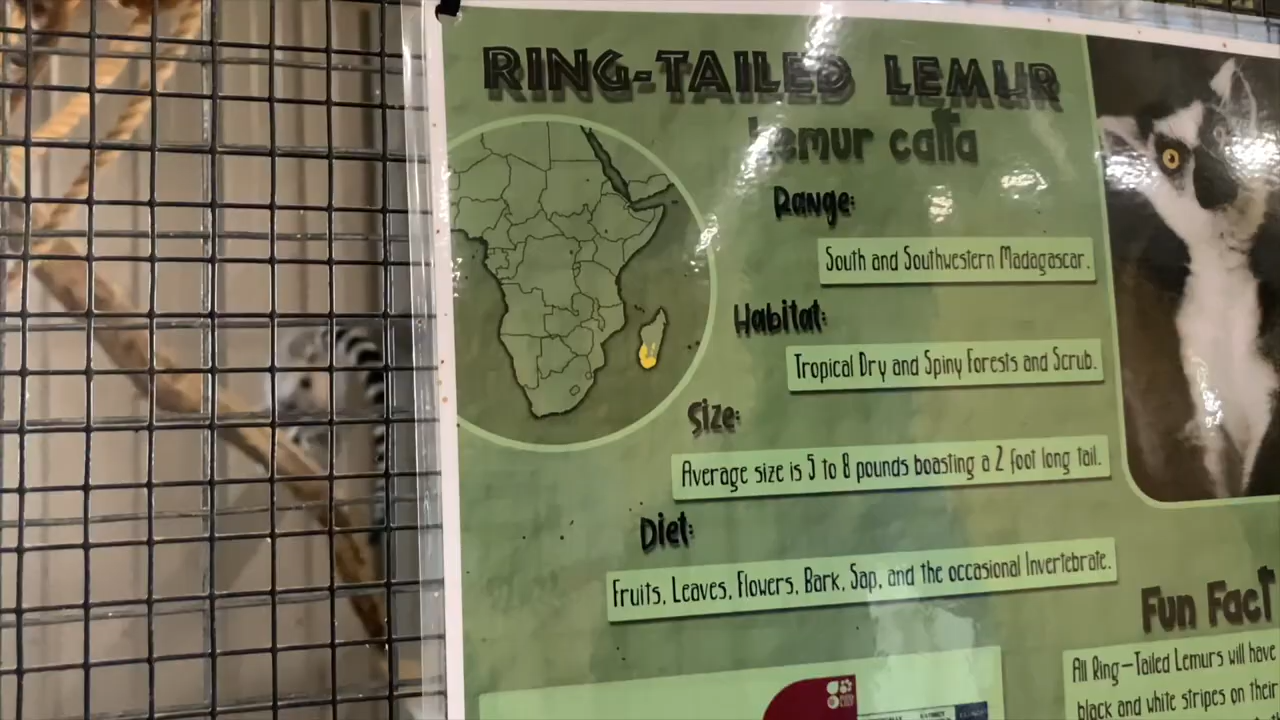 RING-TAILED LEMUR
Lemur catta
Range:
South and Southwestern Madagascar.
Habitat:
Tropical Dry and Spiny Forests and Scrub.
Size:
Average size is 5 to 8 pounds boasting a 2 foot long tail.
Diet:
Fruits, Leaves, Flowers, Bark, Sap, and the occasional Invertebrate.
Fun Fact
All Ring-Tailed Lemurs will have
black and white stripes on their